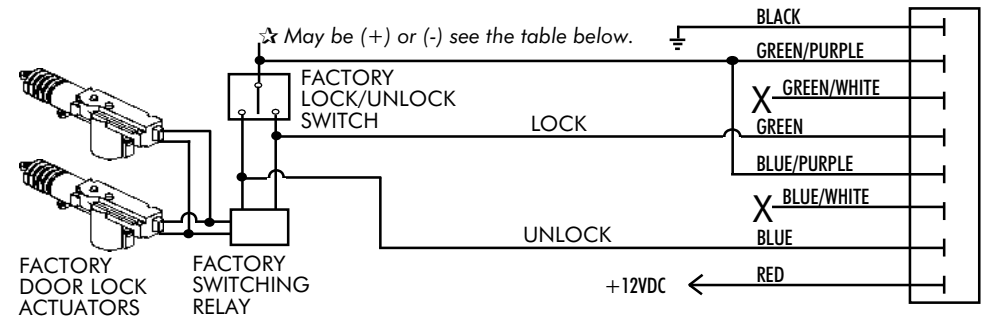 BLACK
☆ May be (+) or (-) see the table below.
GREEN/PURPLE
FACTORY
LOCK/UNLOCK
SWITCH
GREEN/WHITE
X
LOCK
GREEN
BLUE/PURPLE
BLUE/WHITE
X
UNLOCK
BLUE
FACTORY
DOOR LOCK
ACTUATORS
FACTORY
SWITCHING
RELAY
+12VDC
RED